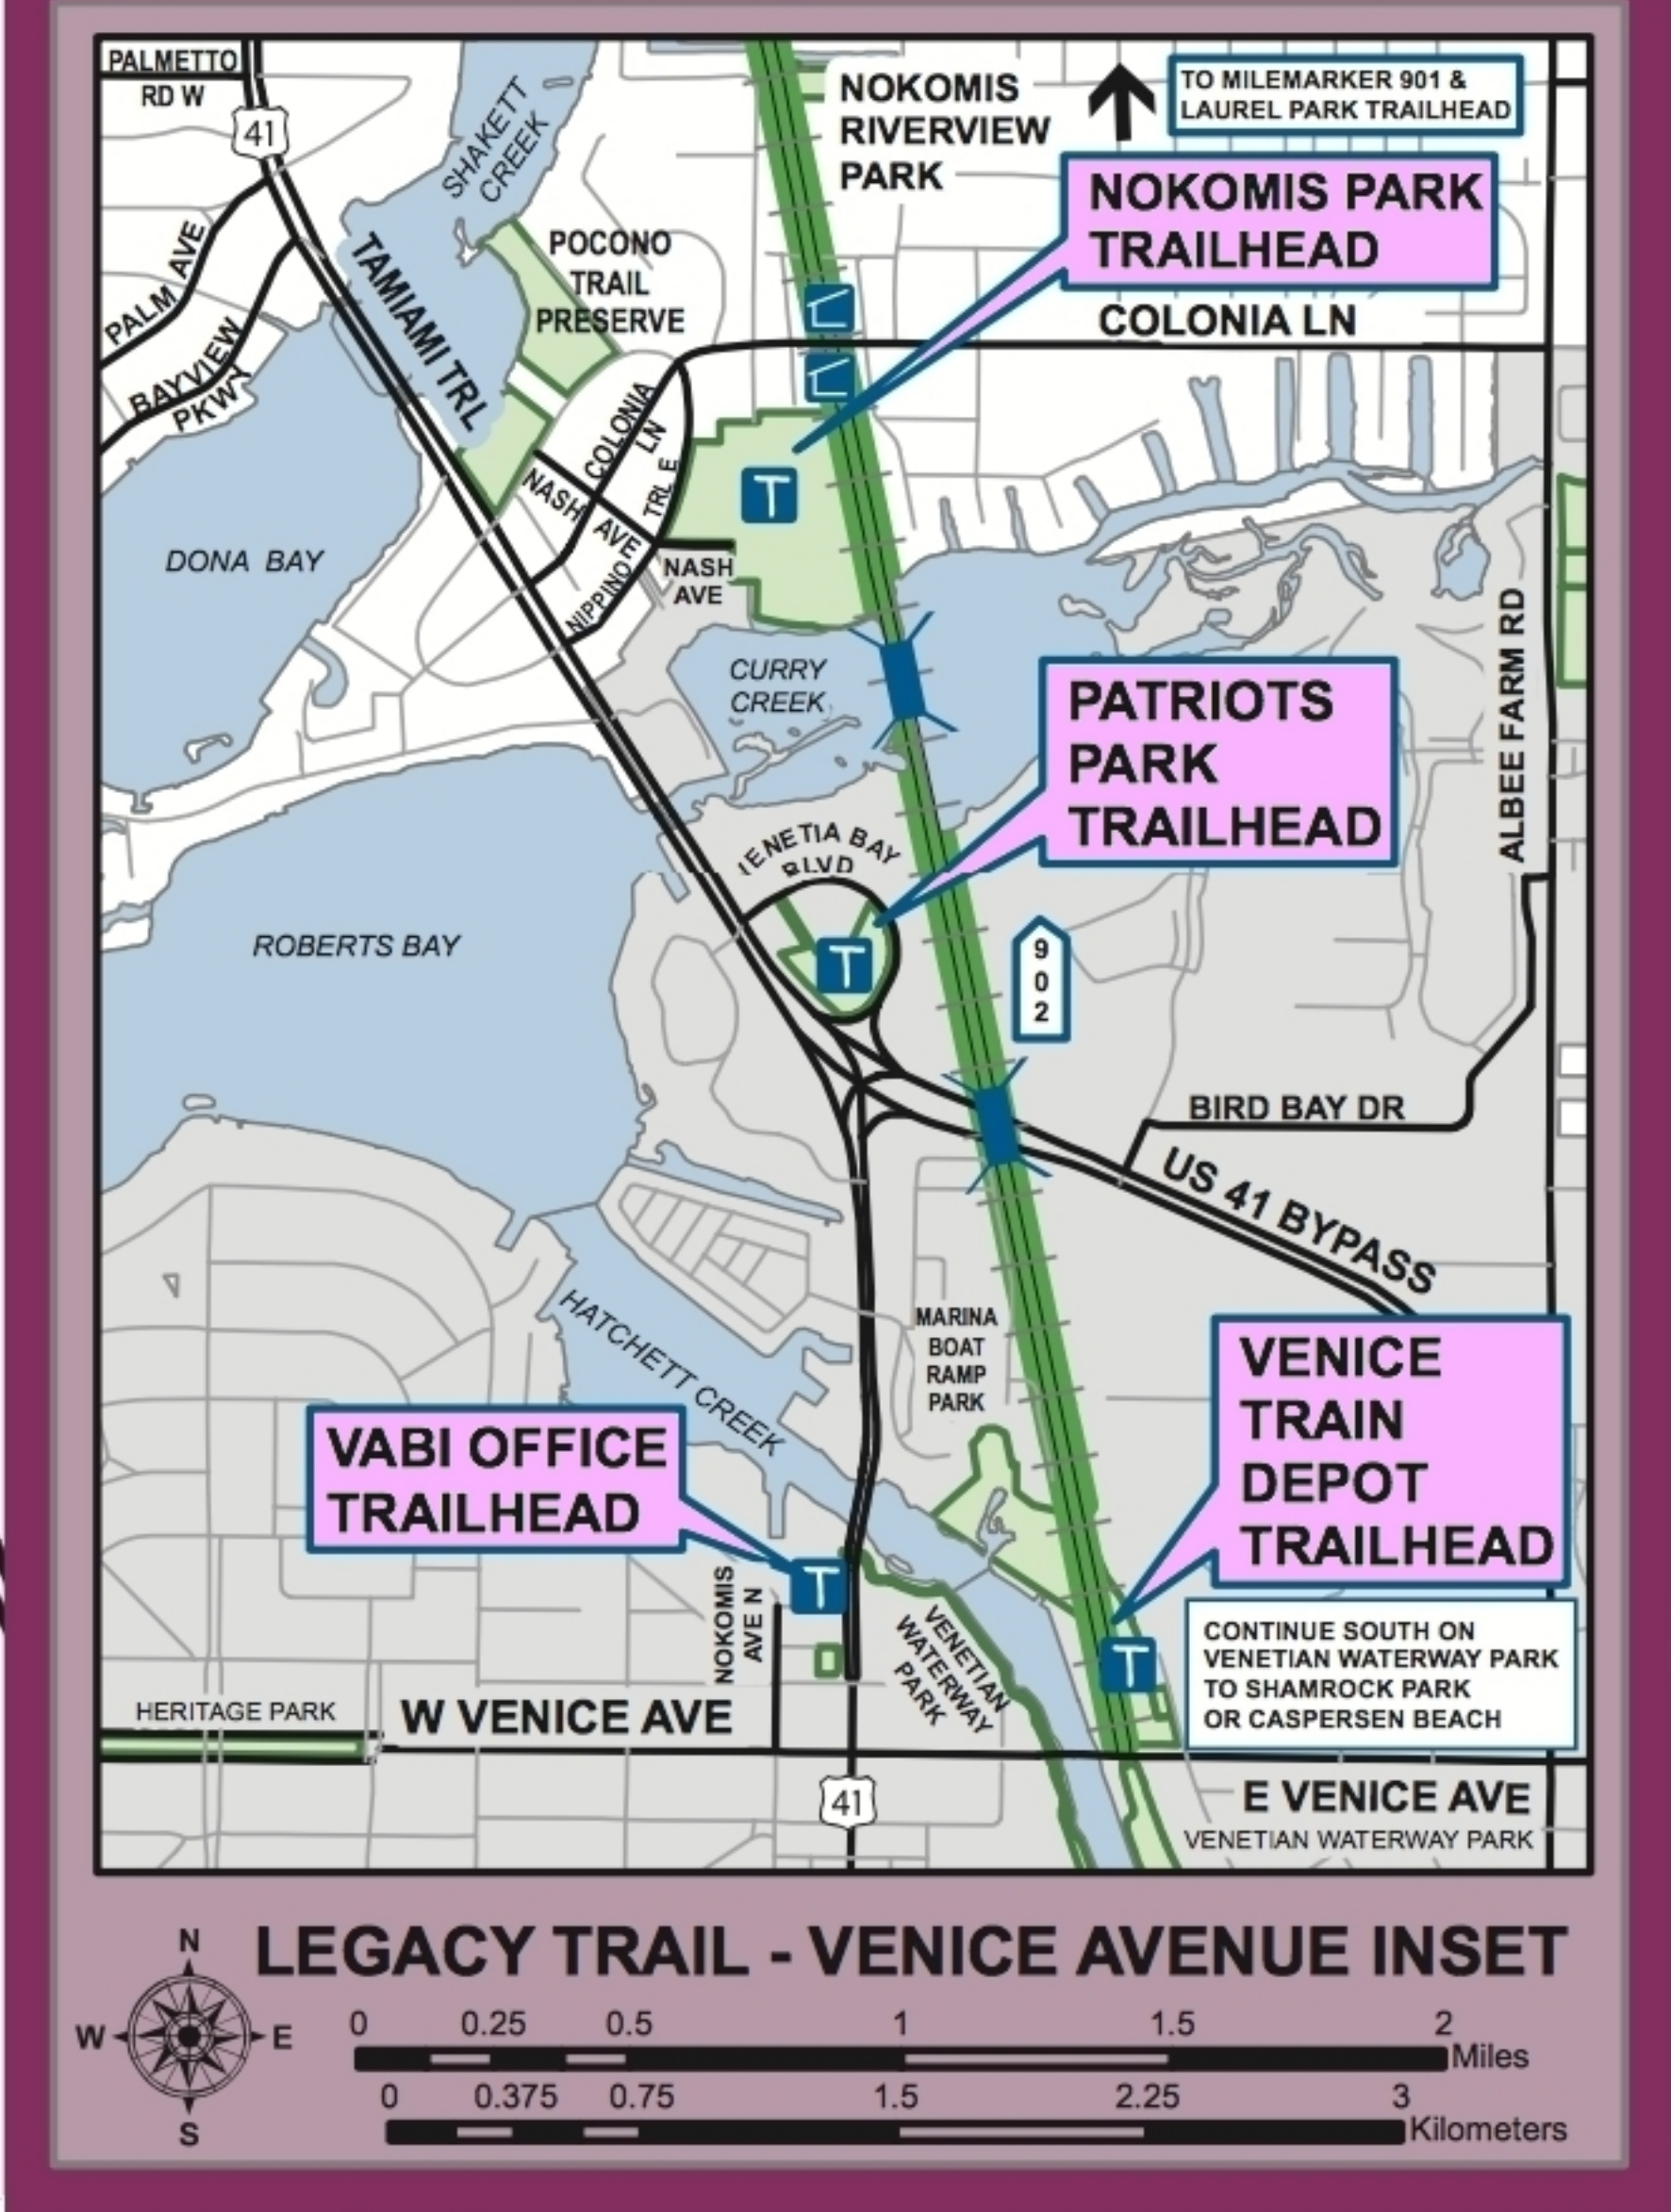 PALMETTO
RD W
41
SHAKETT
CREEK
NOKOMIS
RIVERVIEW
PARK
TO MILEMARKER 901 &
LAUREL PARK TRAILHEAD
NOKOMIS PARK
TRAILHEAD
PALM AVE
BAYVIEW
PKWY
TAMIAMI TRL
POCONO
TRAIL
PRESERVE
COLONIA LN
COLONIA
LN
NASH AVE
NIPPINO TRL E
T
NASH
AVE
DONA BAY
CURRY
CREEK
PATRIOTS
PARK
TRAILHEAD
ALBEE FARM RD
ENETIA BAY
BLVD
T
ROBERTS BAY
9
0
2
BIRD BAY DR
US 41 BYPASS
HATCHETT CREEK
MARINA
BOAT
RAMP
PARK
VENICE
TRAIN
DEPOT
TRAILHEAD
VABI OFFICE
TRAILHEAD
T
NOKOMIS
AVE N
VENETIAN
WATERWAY
PARK
T
CONTINUE SOUTH ON
VENETIAN WATERWAY PARK
TO SHAMROCK PARK
OR CASPERSEN BEACH
HERITAGE PARK
W VENICE AVE
41
E VENICE AVE
VENETIAN WATERWAY PARK
LEGACY TRAIL - VENICE AVENUE INSET
N
W E
S
0 0.25 0.5 1 1.5 2
Miles
0 0.375 0.75 1.5 2.25 3
Kilometers